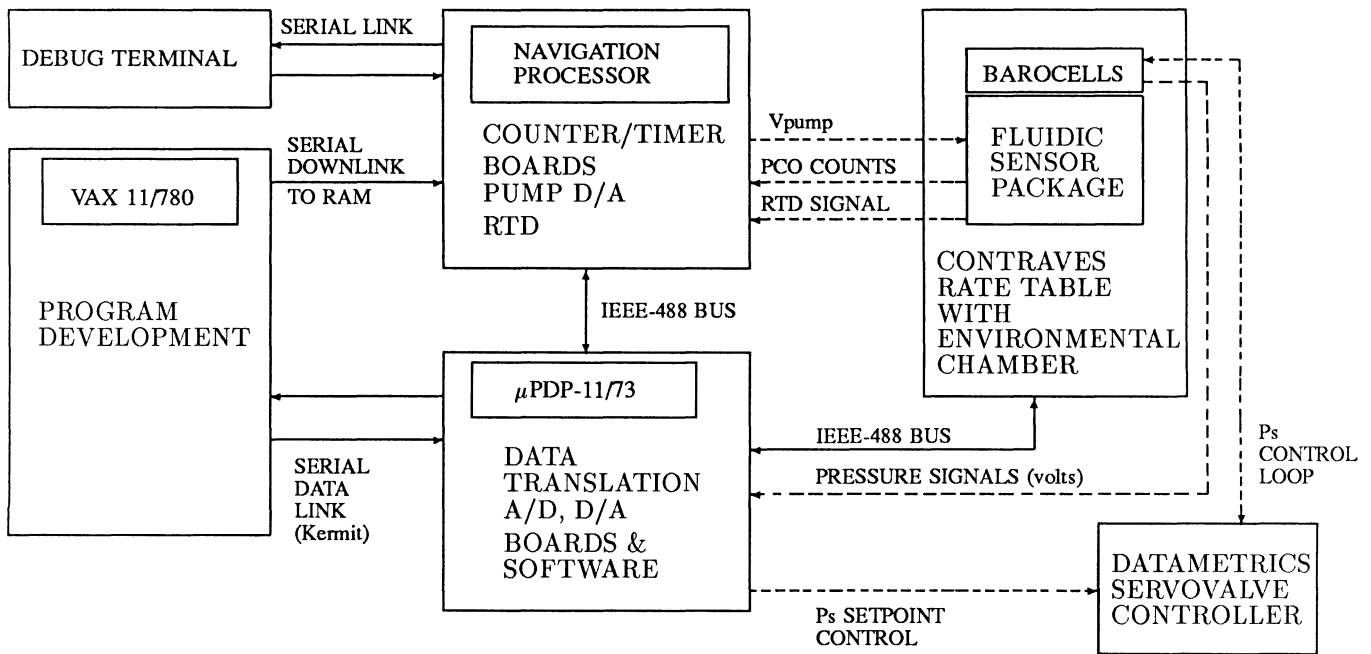 DEBUG TERMINAL
SERIAL LINK
NAVIGATION
PROCESSOR
COUNTER/TIMER
BOARDS
PUMP D/A
RTD
BAROCELLS
FLUIDIC
SENSOR
PACKAGE
CONTRAVES
RATE TABLE
WITH
ENVIRONMENTAL
CHAMBER
Vpump
PCO COUNTS
RTD SIGNAL
VAX 11/780
PROGRAM
DEVELOPMENT
SERIAL
DOWNLINK
TO RAM
IEEE-488 BUS
μPDP-11/73
DATA
TRANSLATION
A/D, D/A
BOARDS &
SOFTWARE
SERIAL
DATA
LINK
(Kermit)
IEEE-488 BUS
PRESSURE SIGNALS (volts)
Ps
CONTROL
LOOP
Ps SETPOINT
CONTROL
DATAMETRICS
SERVOVALVE
CONTROLLER